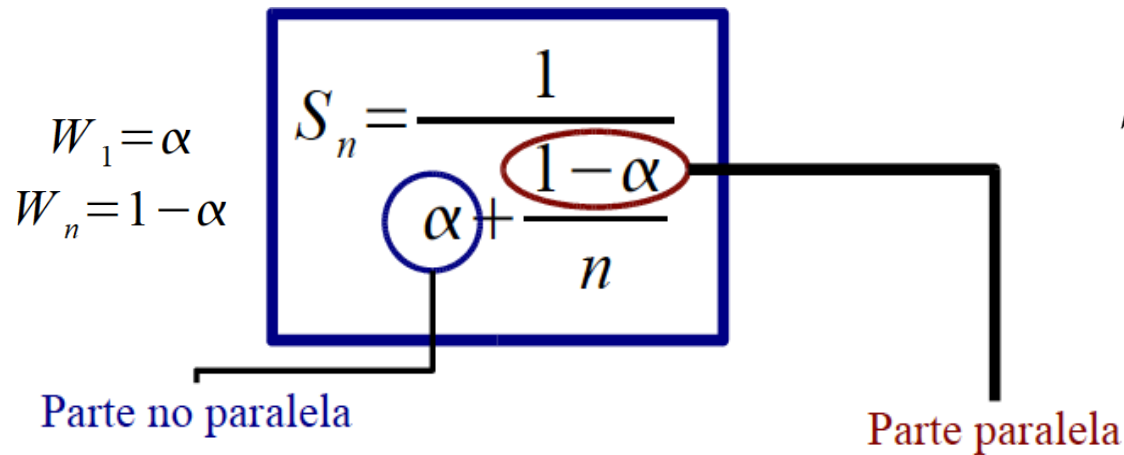 W₁=α
Wₙ=1−α
Sₙ=
1
1−α
α+
n
Parte no paralela
Parte paralela